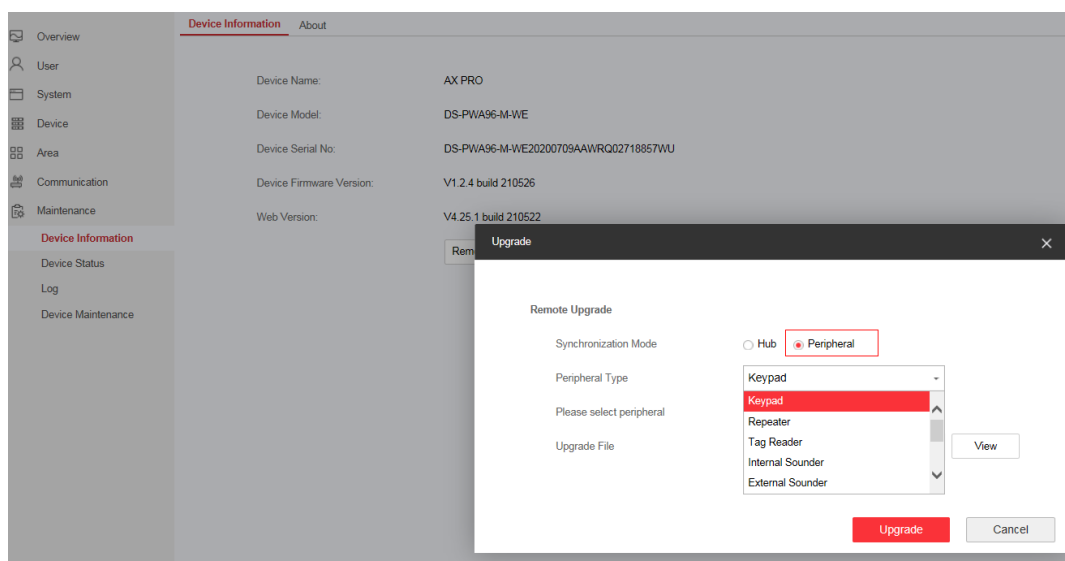 Device Information About
Overview
User
System
Device
Area
Communication
Maintenance
Device Information
Device Status
Log
Device Maintenance
Device Name: AX PRO
Device Model: DS-PWA96-M-WE
Device Serial No: DS-PWA96-M-WE20200709AAWRQ02718857WU
Device Firmware Version: V1.2.4 build 210526
Web Version: V4.25.1 build 210522
Upgrade
Remote Upgrade
Synchronization Mode Hub Peripheral
Peripheral Type Keypad
Please select peripheral
Upgrade File View
Keypad
Repeater
Tag Reader
Internal Sounder
External Sounder
Upgrade Cancel